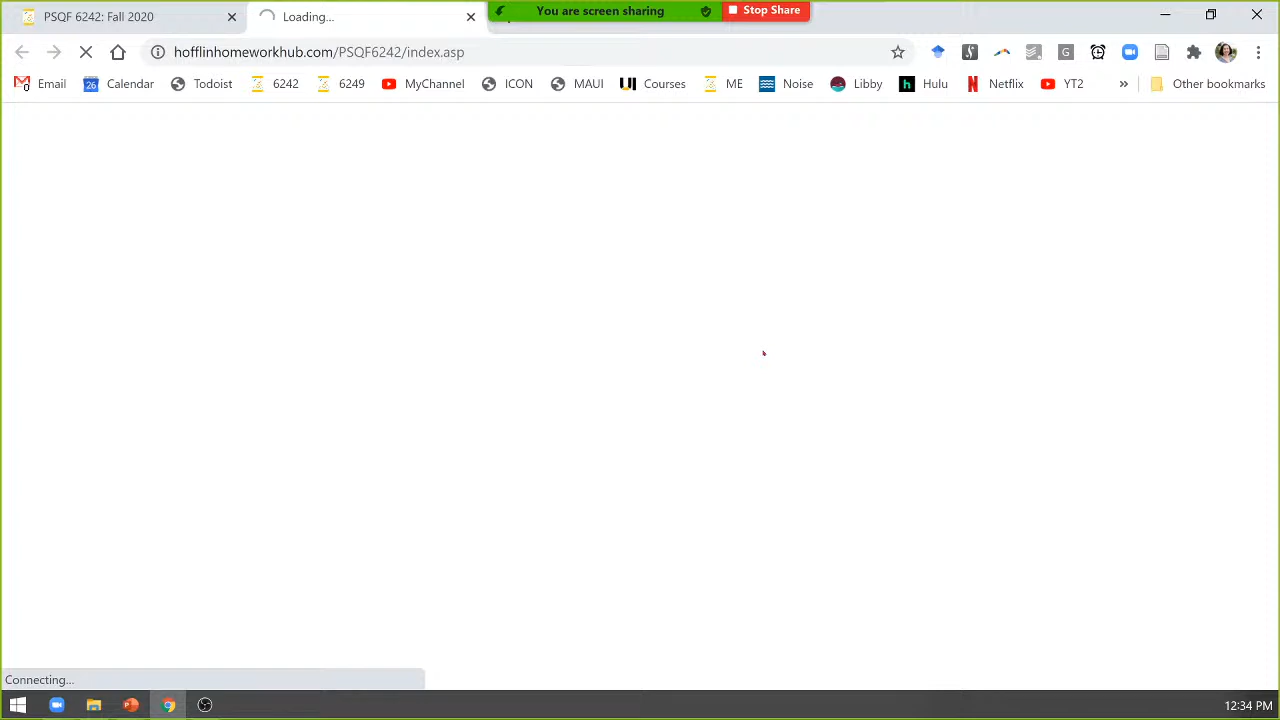 PSQF 6242: Fall 2020
Loading...
You are screen sharing
Stop Share
hofflinhomeworkhub.com/PSQF6242/index.asp
G
Email
26
Calendar
Todoist
6242
6249
MyChannel
ICON
MAUI
Courses
ME
Noise
Libby
h
Hulu
N
Netflix
YT2
»
Other bookmarks
Connecting...
12:34 PM